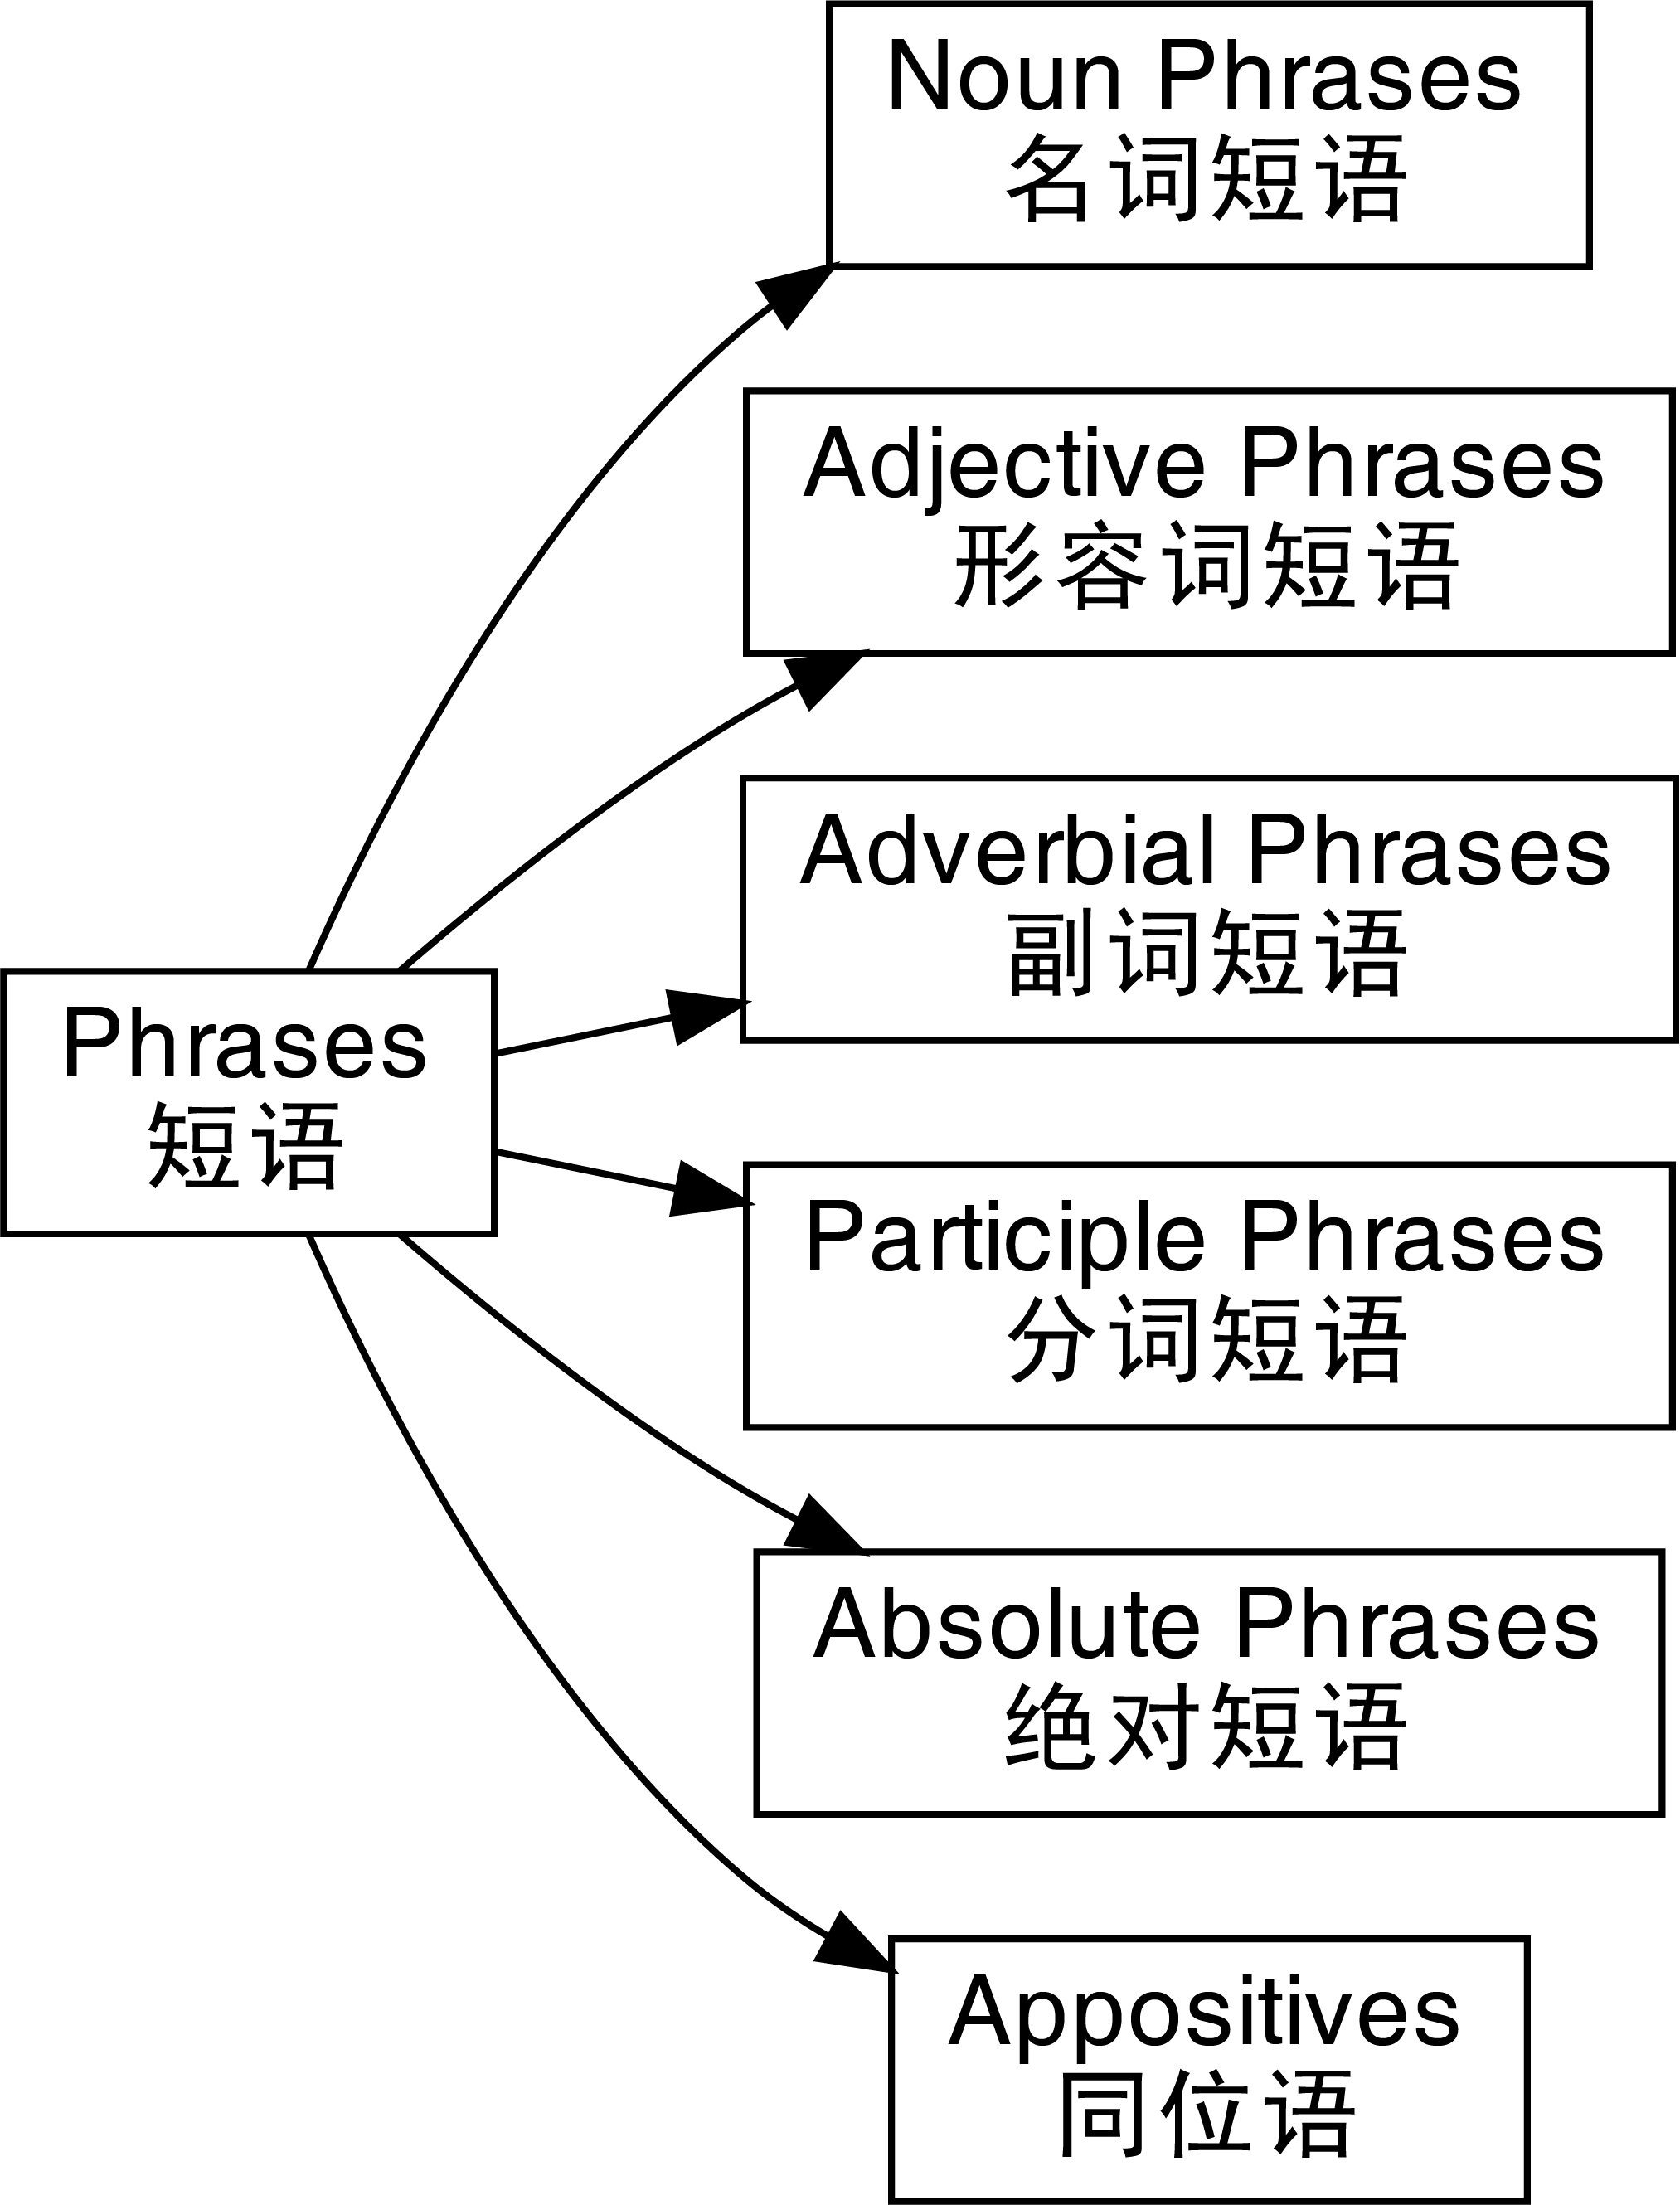 Noun Phrases
名词短语
Adjective Phrases
形容词短语
Adverbial Phrases
副词短语
Phrases
短语
Participle Phrases
分词短语
Absolute Phrases
绝对短语
Appositives
同位语